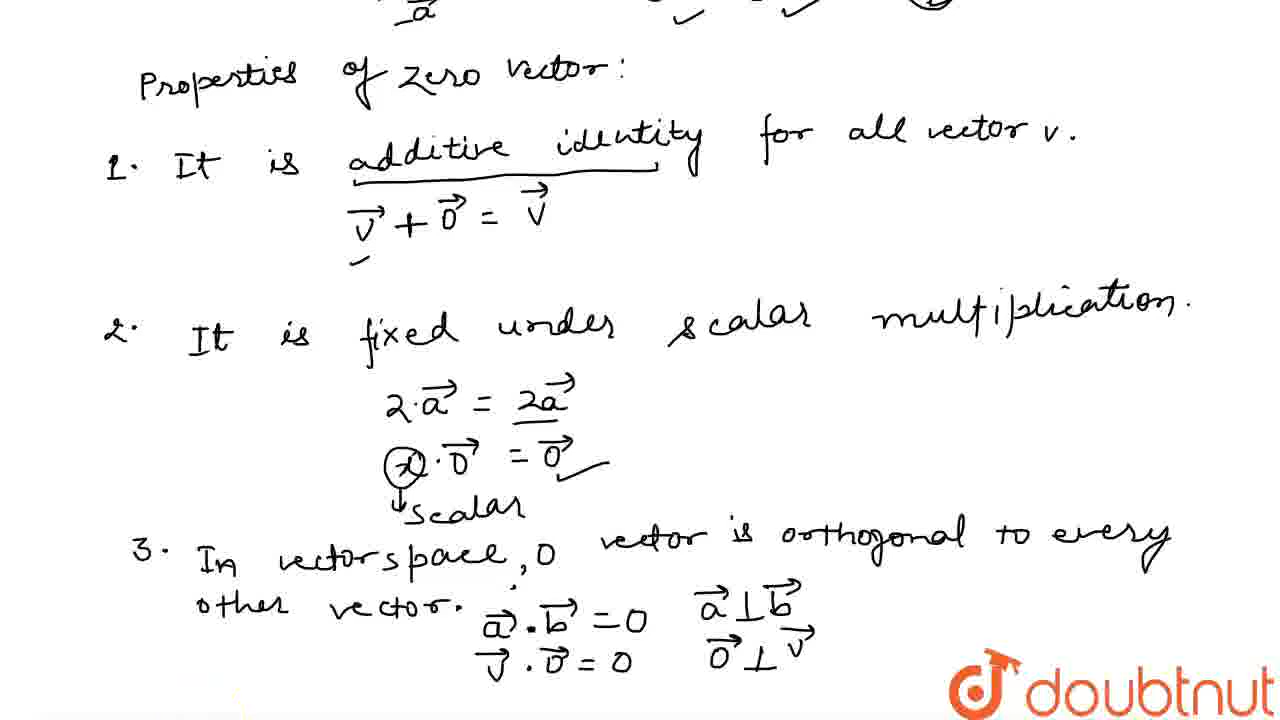 a⃗
Properties of zero vector:
1. It is additive identity for all vector v.
v⃗ + 0⃗ = v⃗
2. It is fixed under scalar multiplication.
2·a⃗ = 2a⃗
x·0⃗ = 0⃗
scalar
3. In vector space, 0 vector is orthogonal to every
other vector. a⃗·b⃗ = 0 a⃗ ⊥ b⃗
v⃗·0⃗ = 0 0⃗ ⊥ v⃗
doubtnut